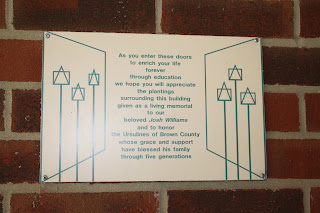 As you enter these doors
to enrich your life
forever
through education
we hope you will appreciate
the plantings
surrounding this building
given as a living memorial
to our
beloved Josh Williams
and to honor
the Ursulines of Brown County
whose grace and support
have blessed his family
through five generations